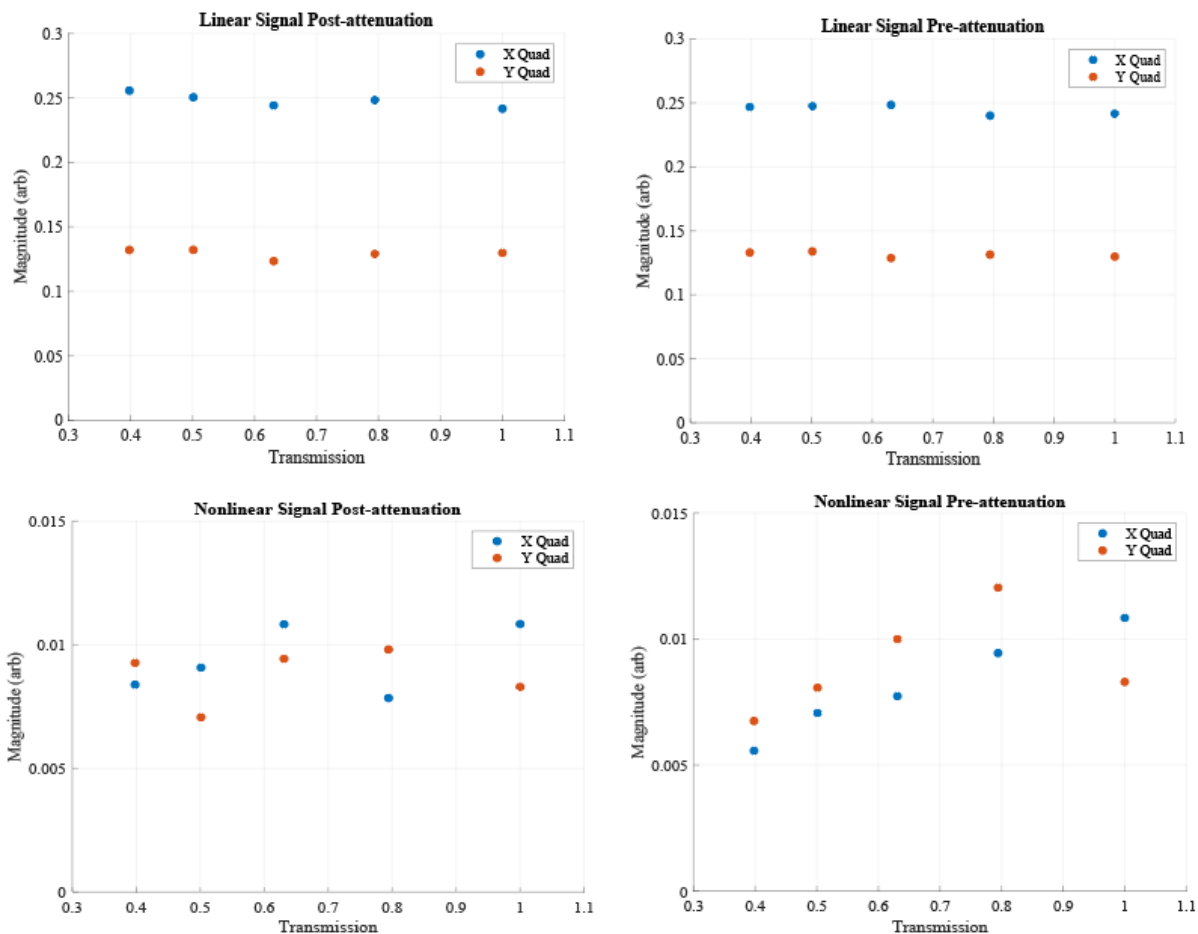 Linear Signal Post-attenuation
0.3
0.25
0.2
0.15
0.1
0.05
0
Magnitude (arb)
X Quad
Y Quad
0.3 0.4 0.5 0.6 0.7 0.8 0.9 1 1.1
Transmission
Linear Signal Pre-attenuation
0.3
0.25
0.2
0.15
0.1
0.05
0
Magnitude (arb)
X Quad
Y Quad
0.3 0.4 0.5 0.6 0.7 0.8 0.9 1 1.1
Transmission
Nonlinear Signal Post-attenuation
0.015
0.01
0.005
0
Magnitude (arb)
X Quad
Y Quad
0.3 0.4 0.5 0.6 0.7 0.8 0.9 1 1.1
Transmission
Nonlinear Signal Pre-attenuation
0.015
0.01
0.005
0
Magnitude (arb)
X Quad
Y Quad
0.3 0.4 0.5 0.6 0.7 0.8 0.9 1 1.1
Transmission